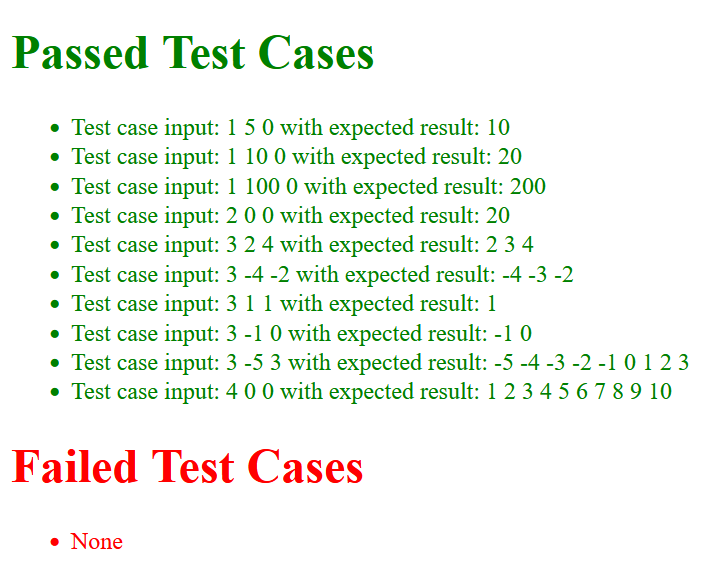 Passed Test Cases
• Test case input: 1 5 0 with expected result: 10
• Test case input: 1 10 0 with expected result: 20
• Test case input: 1 100 0 with expected result: 200
• Test case input: 2 0 0 with expected result: 20
• Test case input: 3 2 4 with expected result: 2 3 4
• Test case input: 3 -4 -2 with expected result: -4 -3 -2
• Test case input: 3 1 1 with expected result: 1
• Test case input: 3 -1 0 with expected result: -1 0
• Test case input: 3 -5 3 with expected result: -5 -4 -3 -2 -1 0 1 2 3
• Test case input: 4 0 0 with expected result: 1 2 3 4 5 6 7 8 9 10
Failed Test Cases
• None